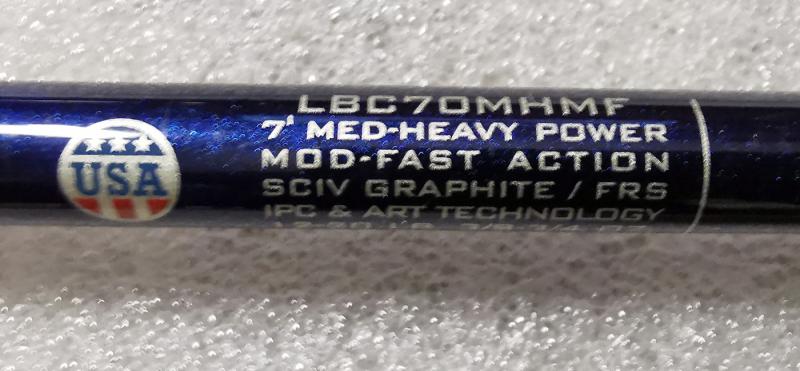 LBC70MHMF
7' MED-HEAVY POWER
MOD-FAST ACTION
SCIV GRAPHITE / FRS
IPC & ART TECHNOLOGY
USA